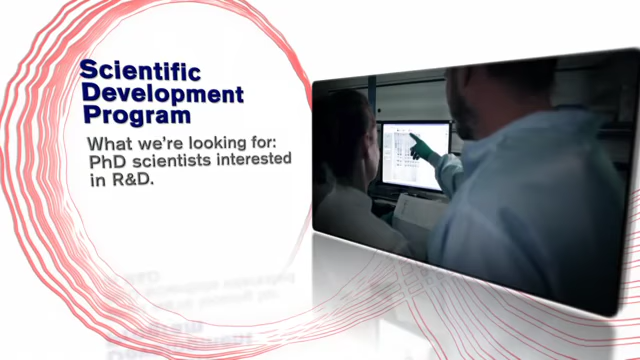 Scientific
Development
Program
What we're looking for:
PhD scientists interested
in R&D.